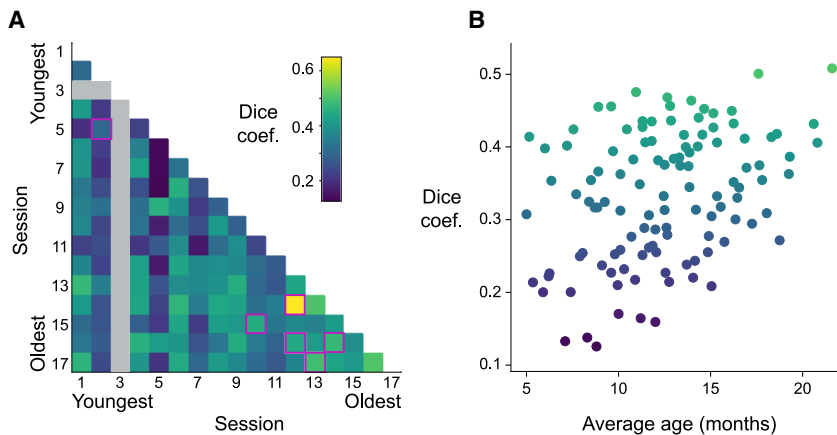 A
Youngest
Oldest
Session
1
3
5
7
9
11
13
15
17
1 3 5 7 9 11 13 15 17
Youngest Oldest
Session
Dice
coef.
0.6
0.4
0.2
B
Dice
coef.
0.5
0.4
0.3
0.2
0.1
5 10 15 20
Average age (months)